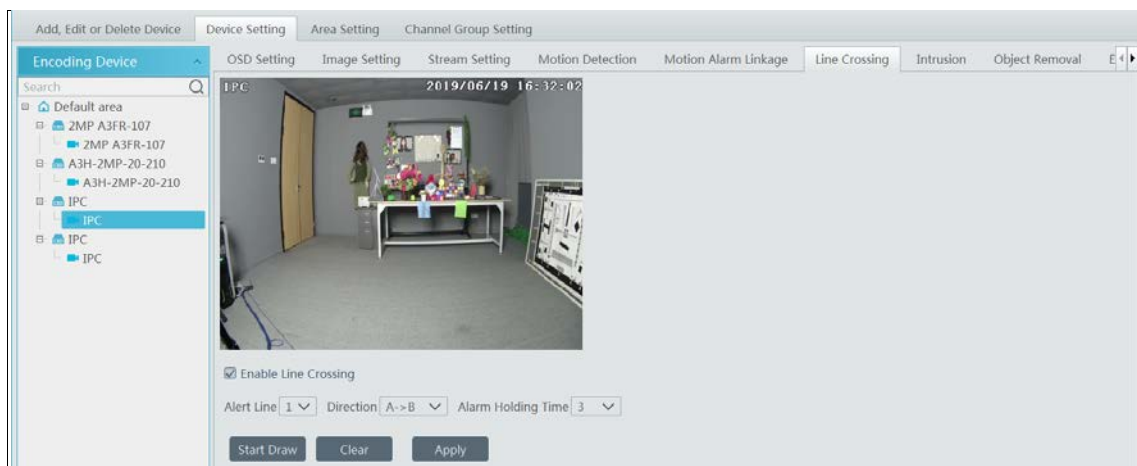 Add, Edit or Delete Device Device Setting Area Setting Channel Group Setting
Encoding Device
OSD Setting Image Setting Stream Setting Motion Detection Motion Alarm Linkage Line Crossing Intrusion Object Removal E
Search
Default area
2MP A3FR-107
2MP A3FR-107
A3H-2MP-20-210
A3H-2MP-20-210
IPC
IPC
IPC
IPC
IPC 2019/06/19 16:32:02
Enable Line Crossing
Alert Line 1 Direction A->B Alarm Holding Time 3
Start Draw Clear Apply